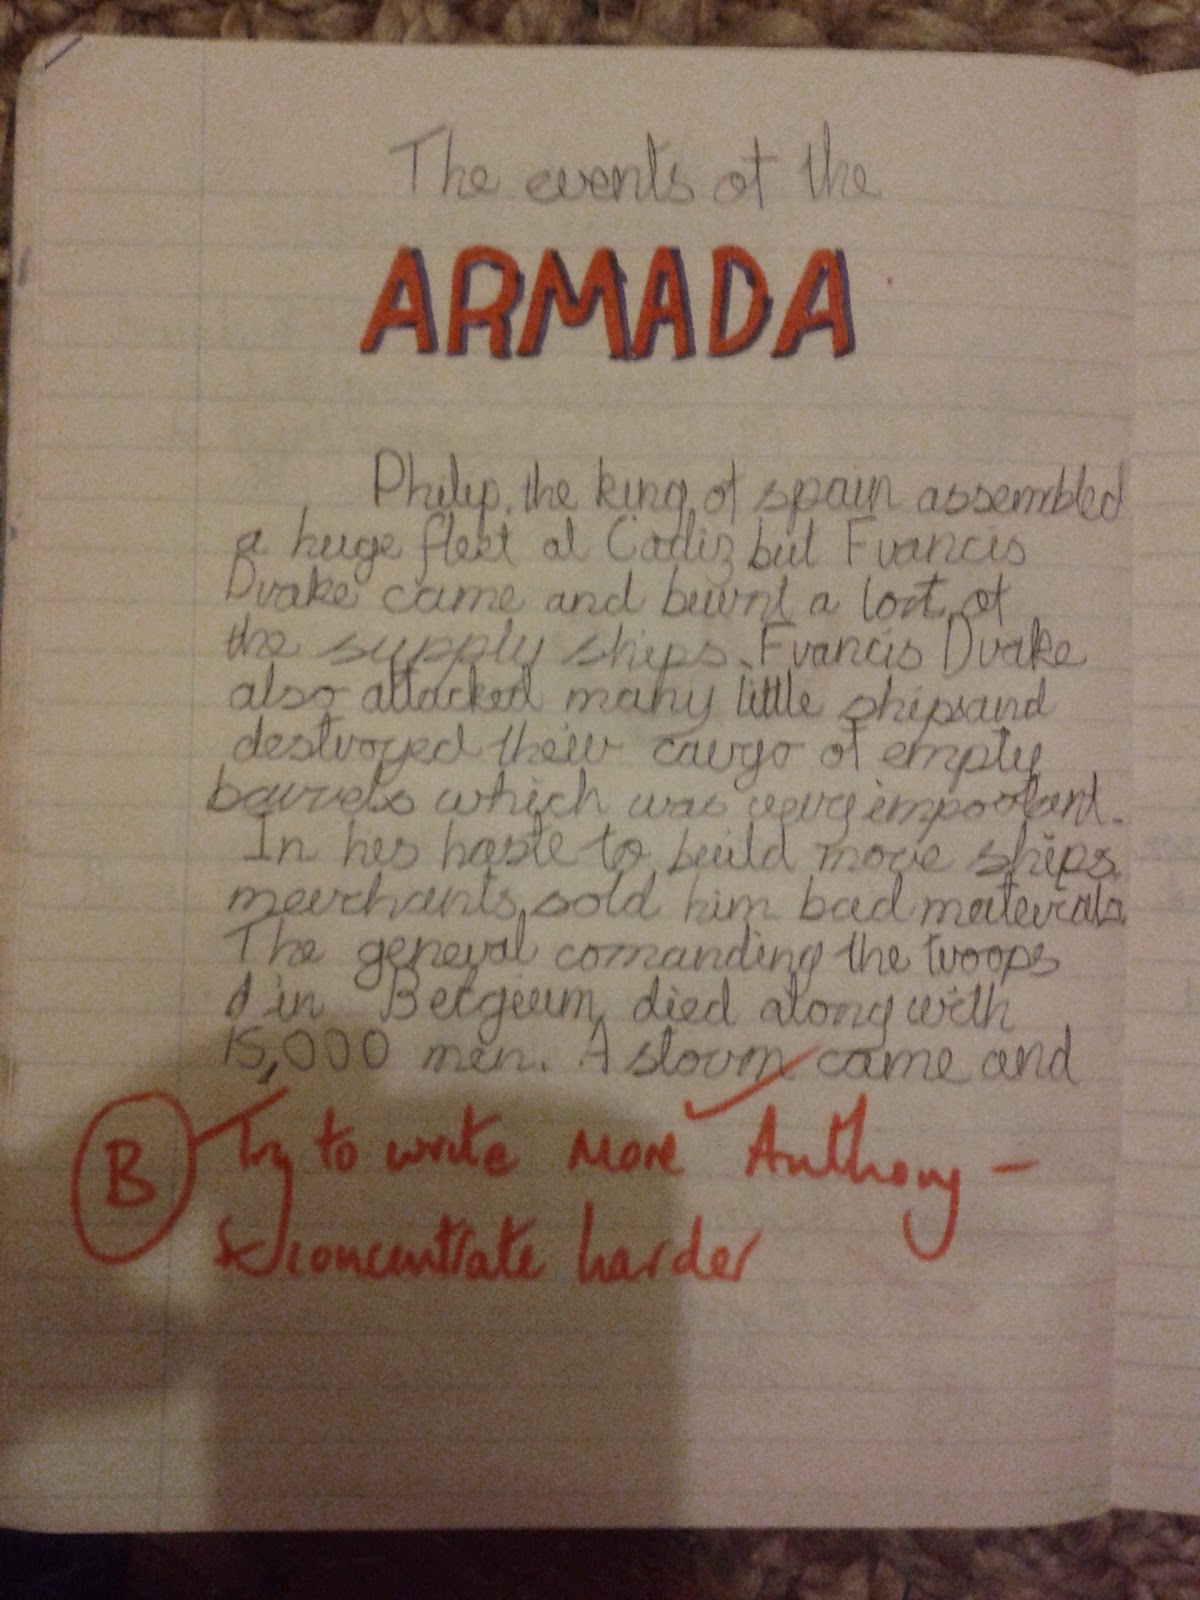 The events of the
ARMADA
Philip, the king of spain assembled
a huge fleet at Cadiz but Francis
Drake came and burnt a lot of
the supply ships. Francis Drake
also attacked many little ships and
destroyed their cargo of empty
barrels which was very important.
In his haste to build more ships,
merchants sold him bad materials.
The general comanding the troops
in Belgium died along with
15,000 men. A storm came and
B Try to write more Anthony -
& concentrate harder